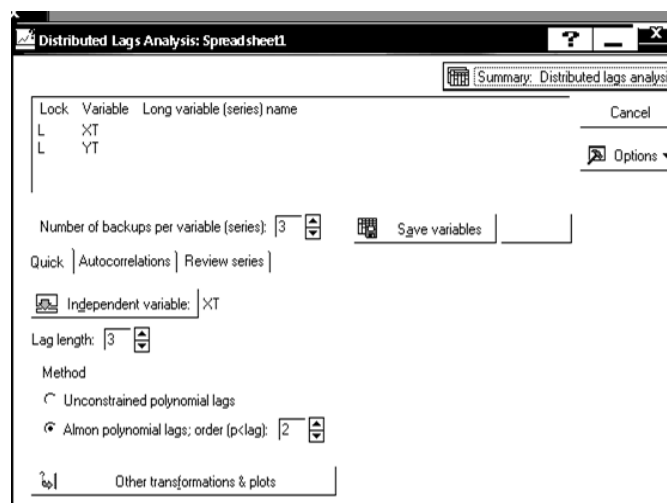 Distributed Lags Analysis: Spreadsheet1
? _ X
Summary: Distributed lags analysi
Lock Variable Long variable (series) name
L XT
L YT
Cancel
Options
Number of backups per variable (series): 3
Save variables
Quick Autocorrelations Review series
Independent variable: XT
Lag length: 3
Method
Unconstrained polynomial lags
Almon polynomial lags; order (p<lag): 2
Other transformations & plots